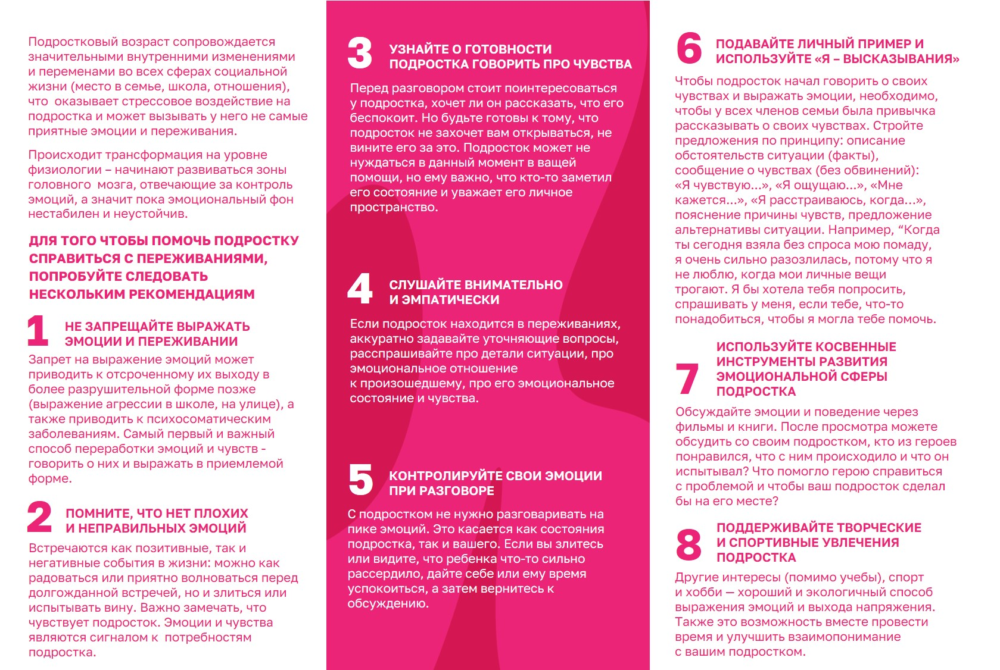 Подростковый возраст сопровождается
значительными внутренними изменениями
и переменами во всех сферах социальной
жизни (место в семье, школа, отношения),
что  оказывает стрессовое воздействие на
подростка и может вызывать у него не самые
приятные эмоции и переживания.
Происходит трансформация на уровне
физиологии – начинают развиваться зоны
головного  мозга, отвечающие за контроль
эмоций, а значит пока эмоциональный фон
нестабилен и неустойчив.
ДЛЯ ТОГО ЧТОБЫ ПОМОЧЬ ПОДРОСТКУ
СПРАВИТЬСЯ С ПЕРЕЖИВАНИЯМИ,
ПОПРОБУЙТЕ СЛЕДОВАТЬ
НЕСКОЛЬКИМ РЕКОМЕНДАЦИЯМ
1
НЕ ЗАПРЕЩАЙТЕ ВЫРАЖАТЬ
ЭМОЦИИ И ПЕРЕЖИВАНИИ
Запрет на выражение эмоций может
приводить к отсроченному их выходу в
более разрушительной форме позже
(выражение агрессии в школе, на улице), а
также приводить к психосоматическим
заболеваниям. Самый первый и важный
способ переработки эмоций и чувств -
говорить о них и выражать в приемлемой
форме.
2
ПОМНИТЕ, ЧТО НЕТ ПЛОХИХ
И НЕПРАВИЛЬНЫХ ЭМОЦИЙ
Встречаются как позитивные, так и
негативные события в жизни: можно как
радоваться или приятно волноваться перед
долгожданной встречей, но и злиться или
испытывать вину. Важно замечать, что
чувствует подросток. Эмоции и чувства
являются сигналом к  потребностям
подростка.
3
УЗНАЙТЕ О ГОТОВНОСТИ
ПОДРОСТКА ГОВОРИТЬ ПРО ЧУВСТВА
Перед разговором стоит поинтересоваться
у подростка, хочет ли он рассказать, что его
беспокоит. Но будьте готовы к тому, что
подросток не захочет вам открываться, не
вините его за это. Подросток может не
нуждаться в данный момент в ващей
помощи, но ему важно, что кто-то заметил
его состояние и уважает его личное
пространство.
4
СЛУШАЙТЕ ВНИМАТЕЛЬНО
И ЭМПАТИЧЕСКИ
Если подросток находится в переживаниях,
аккуратно задавайте уточняющие вопросы,
расспрашивайте про детали ситуации, про
эмоциональное отношение
к произошедшему, про его эмоциональное
состояние и чувства.
5
КОНТРОЛИРУЙТЕ СВОИ ЭМОЦИИ
ПРИ РАЗГОВОРЕ
С подростком не нужно разговаривать на
пике эмоций. Это касается как состояния
подростка, так и вашего. Если вы злитесь
или видите, что ребенка что-то сильно
рассердило, дайте себе или ему время
успокоиться, а затем вернитесь к
обсуждению.
6
ПОДАВАЙТЕ ЛИЧНЫЙ ПРИМЕР И
ИСПОЛЬЗУЙТЕ «Я – ВЫСКАЗЫВАНИЯ»
Чтобы подросток начал говорить о своих
чувствах и выражать эмоции, необходимо,
чтобы у всех членов семьи была привычка
рассказывать о своих чувствах. Стройте
предложения по принципу: описание
обстоятельств ситуации (факты),
сообщение о чувствах (без обвинений):
«Я чувствую...», «Я ощущаю...», «Мне
кажется...», «Я расстраиваюсь, когда...»,
пояснение причины чувств, предложение
альтернативы ситуации. Например, “Когда
ты сегодня взяла без спроса мою помаду,
я очень сильно разозлилась, потому что я
не люблю, когда мои личные вещи
трогают. Я бы хотела тебя попросить,
спрашивать у меня, если тебе, что-то
понадобиться, чтобы я могла тебе помочь.
7
ИСПОЛЬЗУЙТЕ КОСВЕННЫЕ
ИНСТРУМЕНТЫ РАЗВИТИЯ
ЭМОЦИОНАЛЬНОЙ СФЕРЫ
ПОДРОСТКА
Обсуждайте эмоции и поведение через
фильмы и книги. После просмотра можете
обсудить со своим подростком, кто из героев
понравился, что с ним происходило и что он
испытывал? Что помогло герою справиться
с проблемой и чтобы ваш подросток сделал
бы на его месте?
8
ПОДДЕРЖИВАЙТЕ ТВОРЧЕСКИЕ
И СПОРТИВНЫЕ УВЛЕЧЕНИЯ
ПОДРОСТКА
Другие интересы (помимо учебы), спорт
и хобби — хороший и экологичный способ
выражения эмоций и выхода напряжения.
Также это возможность вместе провести
время и улучшить взаимопонимание
с вашим подростком.